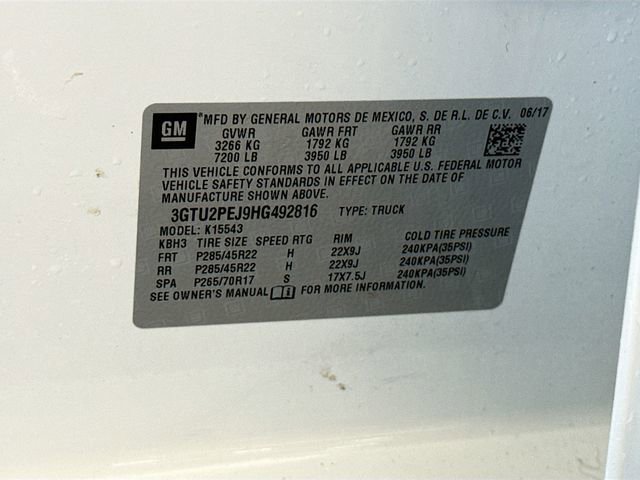 GM
® MFD BY GENERAL MOTORS DE MEXICO, S. DE R.L. DE C.V. 06/17
GVWR GAWR FRT GAWR RR
3266 KG 1792 KG 1792 KG
7200 LB 3950 LB 3950 LB
THIS VEHICLE CONFORMS TO ALL APPLICABLE U.S. FEDERAL MOTOR
VEHICLE SAFETY STANDARDS IN EFFECT ON THE DATE OF
MANUFACTURE SHOWN ABOVE.
3GTU2PEJ9HG492816 TYPE: TRUCK
MODEL: K15543
KBH3 TIRE SIZE SPEED RTG RIM COLD TIRE PRESSURE
FRT P285/45R22 H 22X9J 240KPA(35PSI)
RR P285/45R22 H 22X9J 240KPA(35PSI)
SPA P265/70R17 S 17X7.5J 240KPA(35PSI)
SEE OWNER'S MANUAL FOR MORE INFORMATION.